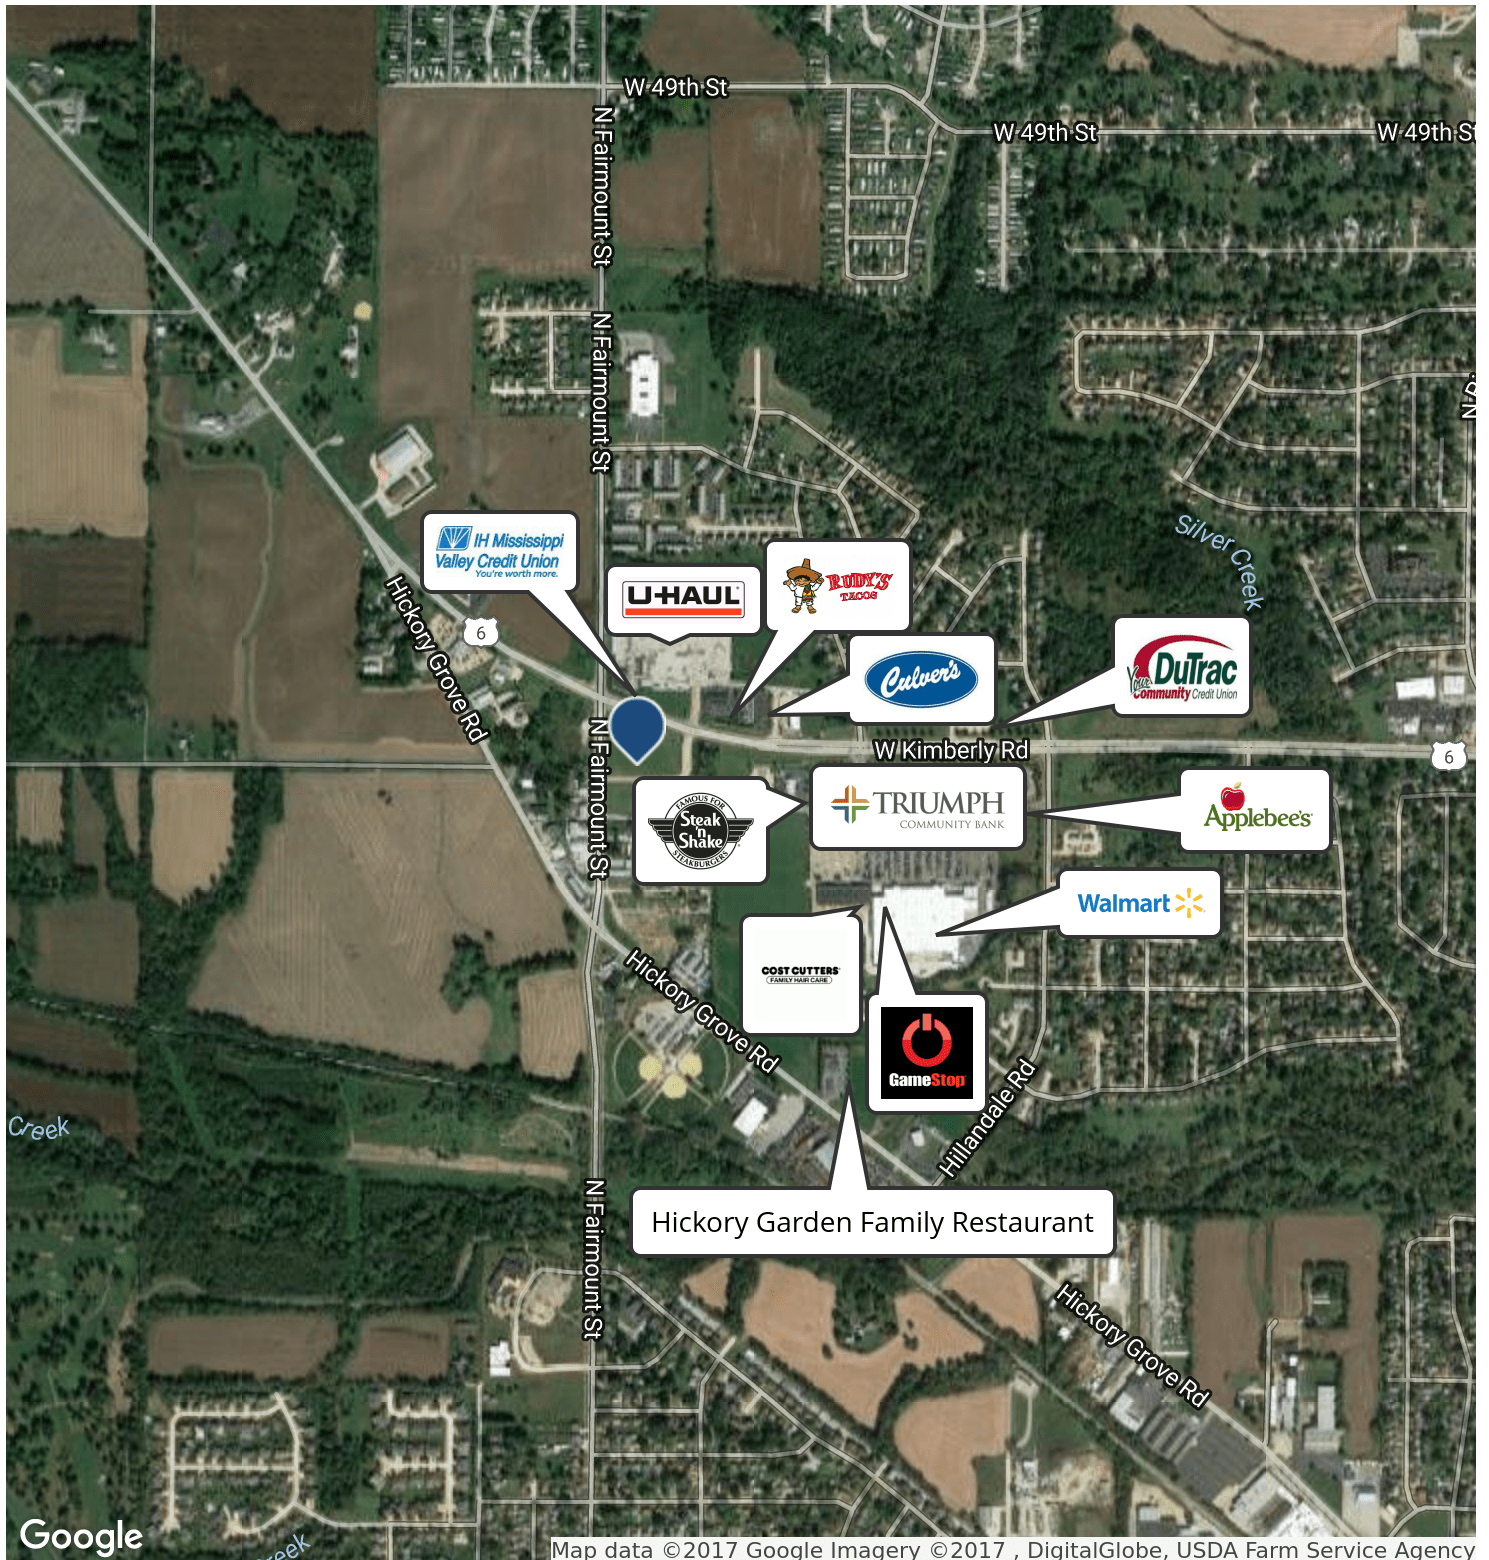 W 49th St
W 49th St
W 49th St
N Fairmount St
N Fairmount St
Silver Creek
IH Mississippi
Valley Credit Union
You're worth more.
U-HAUL
RUDY'S
TACOS
Hickory Grove Rd
6
Culver's
Your
DuTrac
Community Credit Union
N Fairmount St
W Kimberly Rd
6
FAMOUS FOR
Steak
'n
Shake
STEAKBURGERS
TRIUMPH
COMMUNITY BANK
Applebee's
Walmart
COST CUTTERS
FAMILY HAIR CARE
Hickory Grove Rd
GameStop
Hillandale Rd
Creek
N Fairmount St
Hickory Garden Family Restaurant
Hickory Grove Rd
Google
Map data ©2017 Google Imagery ©2017 , DigitalGlobe, USDA Farm Service Agency